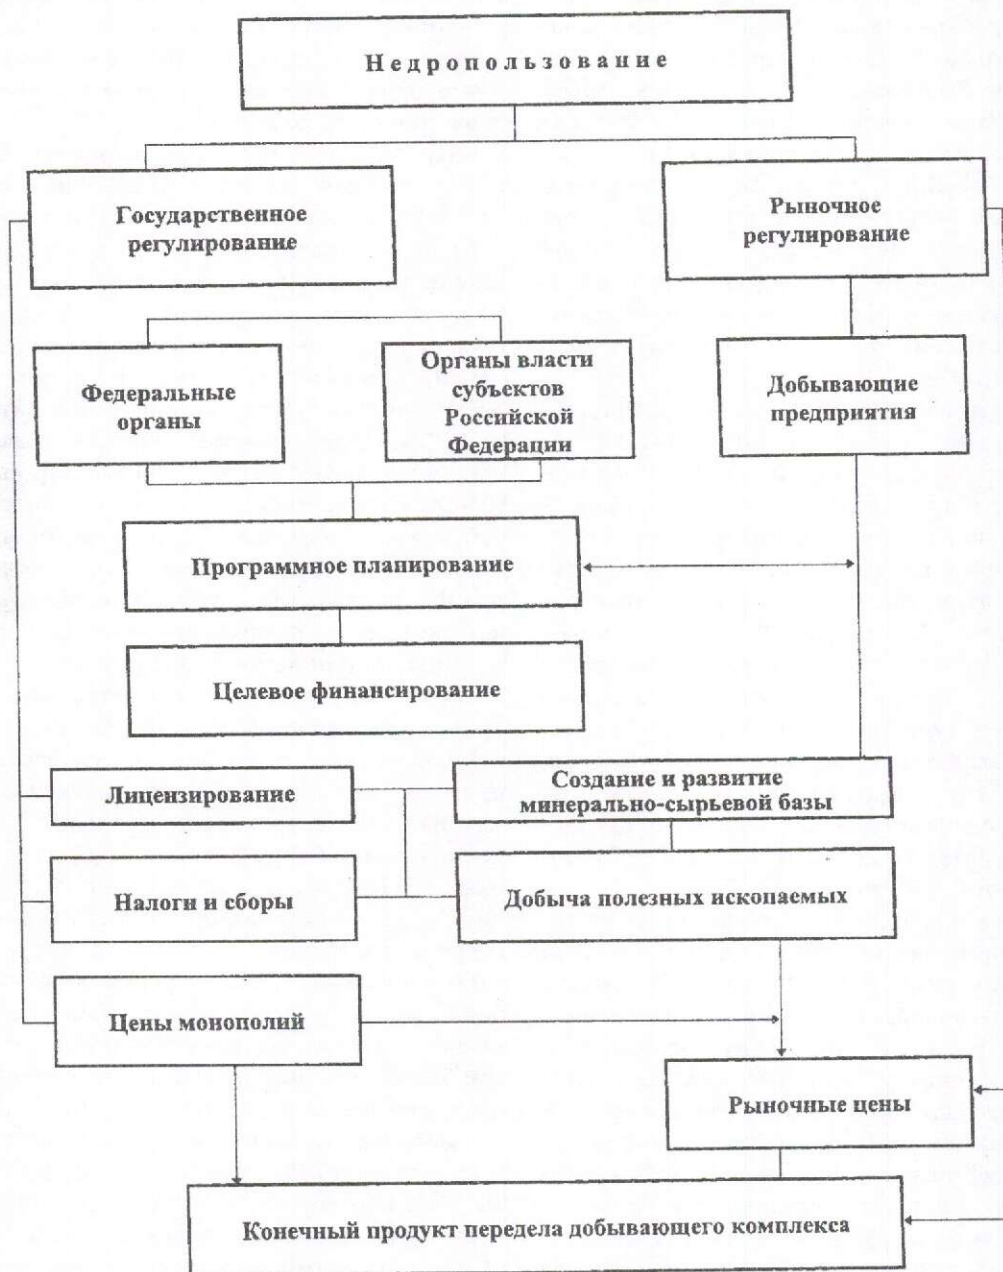 Недропользование
Государственное
регулирование
Рыночное
регулирование
Федеральные
органы
Органы власти
субъектов
Российской
Федерации
Добывающие
предприятия
Программное планирование
Целевое финансирование
Лицензирование
Создание и развитие
минерально-сырьевой базы
Налоги и сборы
Добыча полезных ископаемых
Цены монополий
Рыночные цены
Конечный продукт передела добывающего комплекса